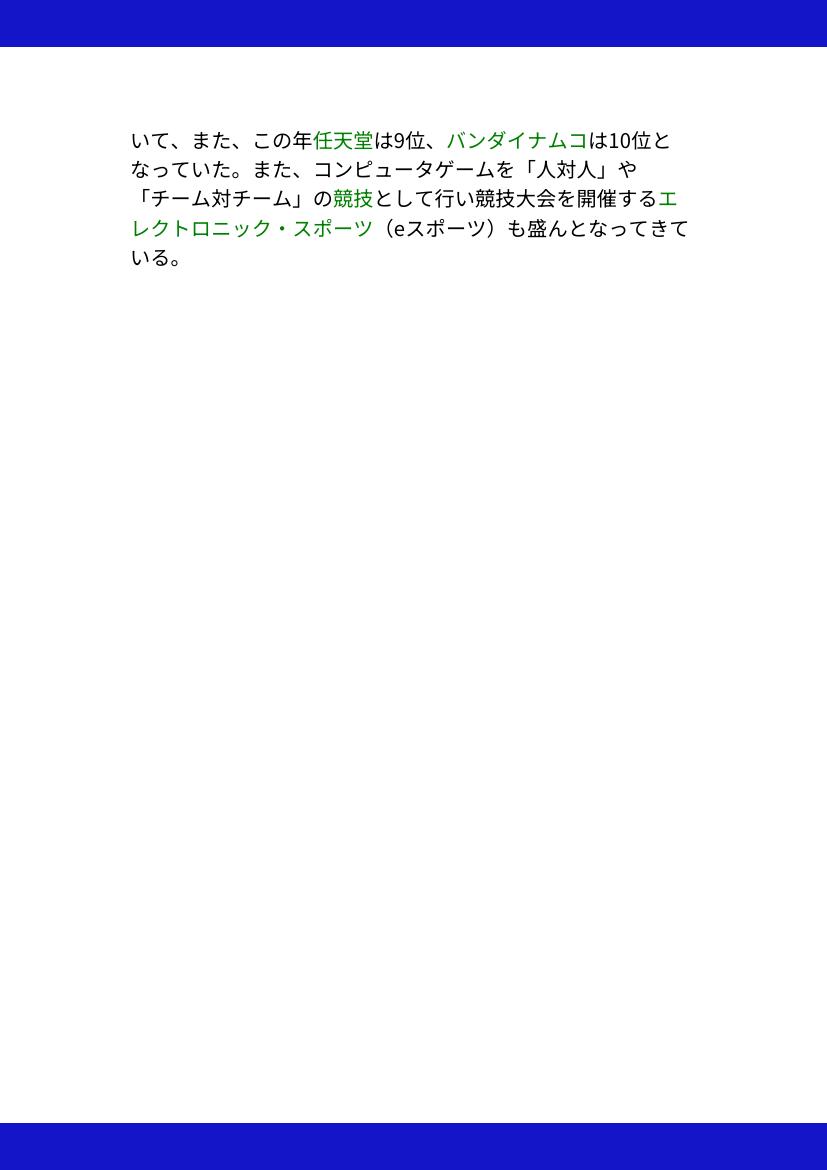 いて、また、この年任天堂は9位、バンダイナムコは10位と
なっていた。また、コンピュータゲームを「人対人」や
「チーム対チーム」の競技として行い競技大会を開催するエ
レクトロニック・スポーツ（eスポーツ）も盛んとなってきて
いる。